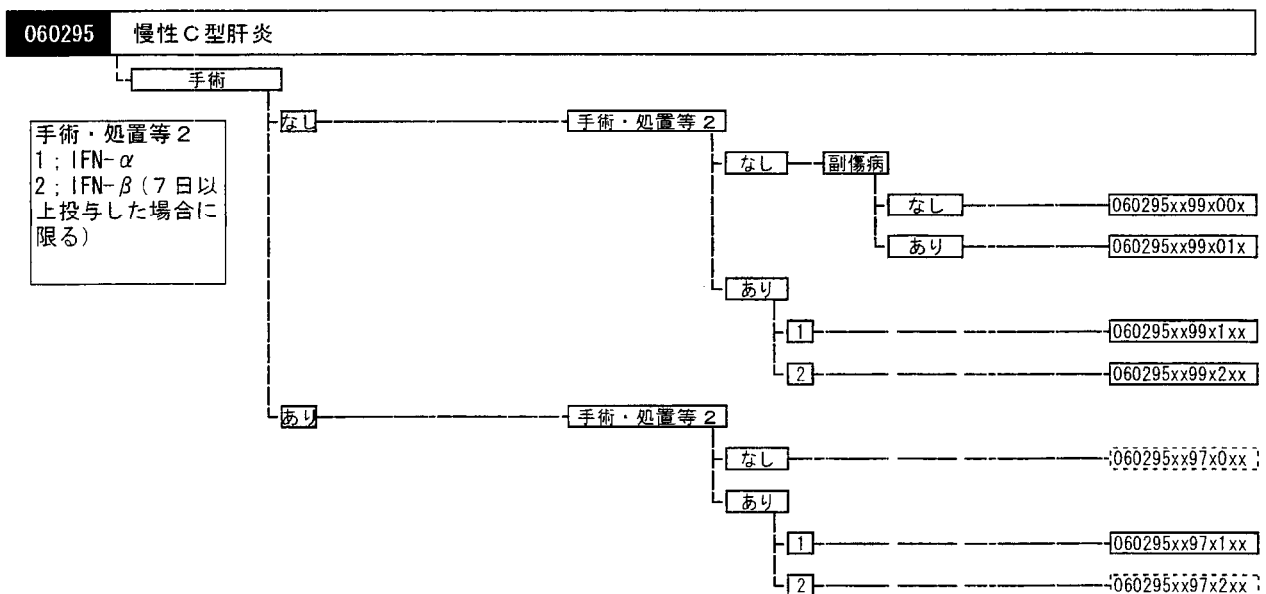 060295 慢性C型肝炎
手術
手術・処置等2
1;IFN-α
2;IFN-β(7日以
上投与した場合に
限る)
なし 手術・処置等2
なし 副傷病
なし 060295xx99x00x
あり 060295xx99x01x
あり
1 060295xx99x1xx
2 060295xx99x2xx
あり 手術・処置等2
なし 060295xx97x0xx
あり
1 060295xx97x1xx
2 060295xx97x2xx